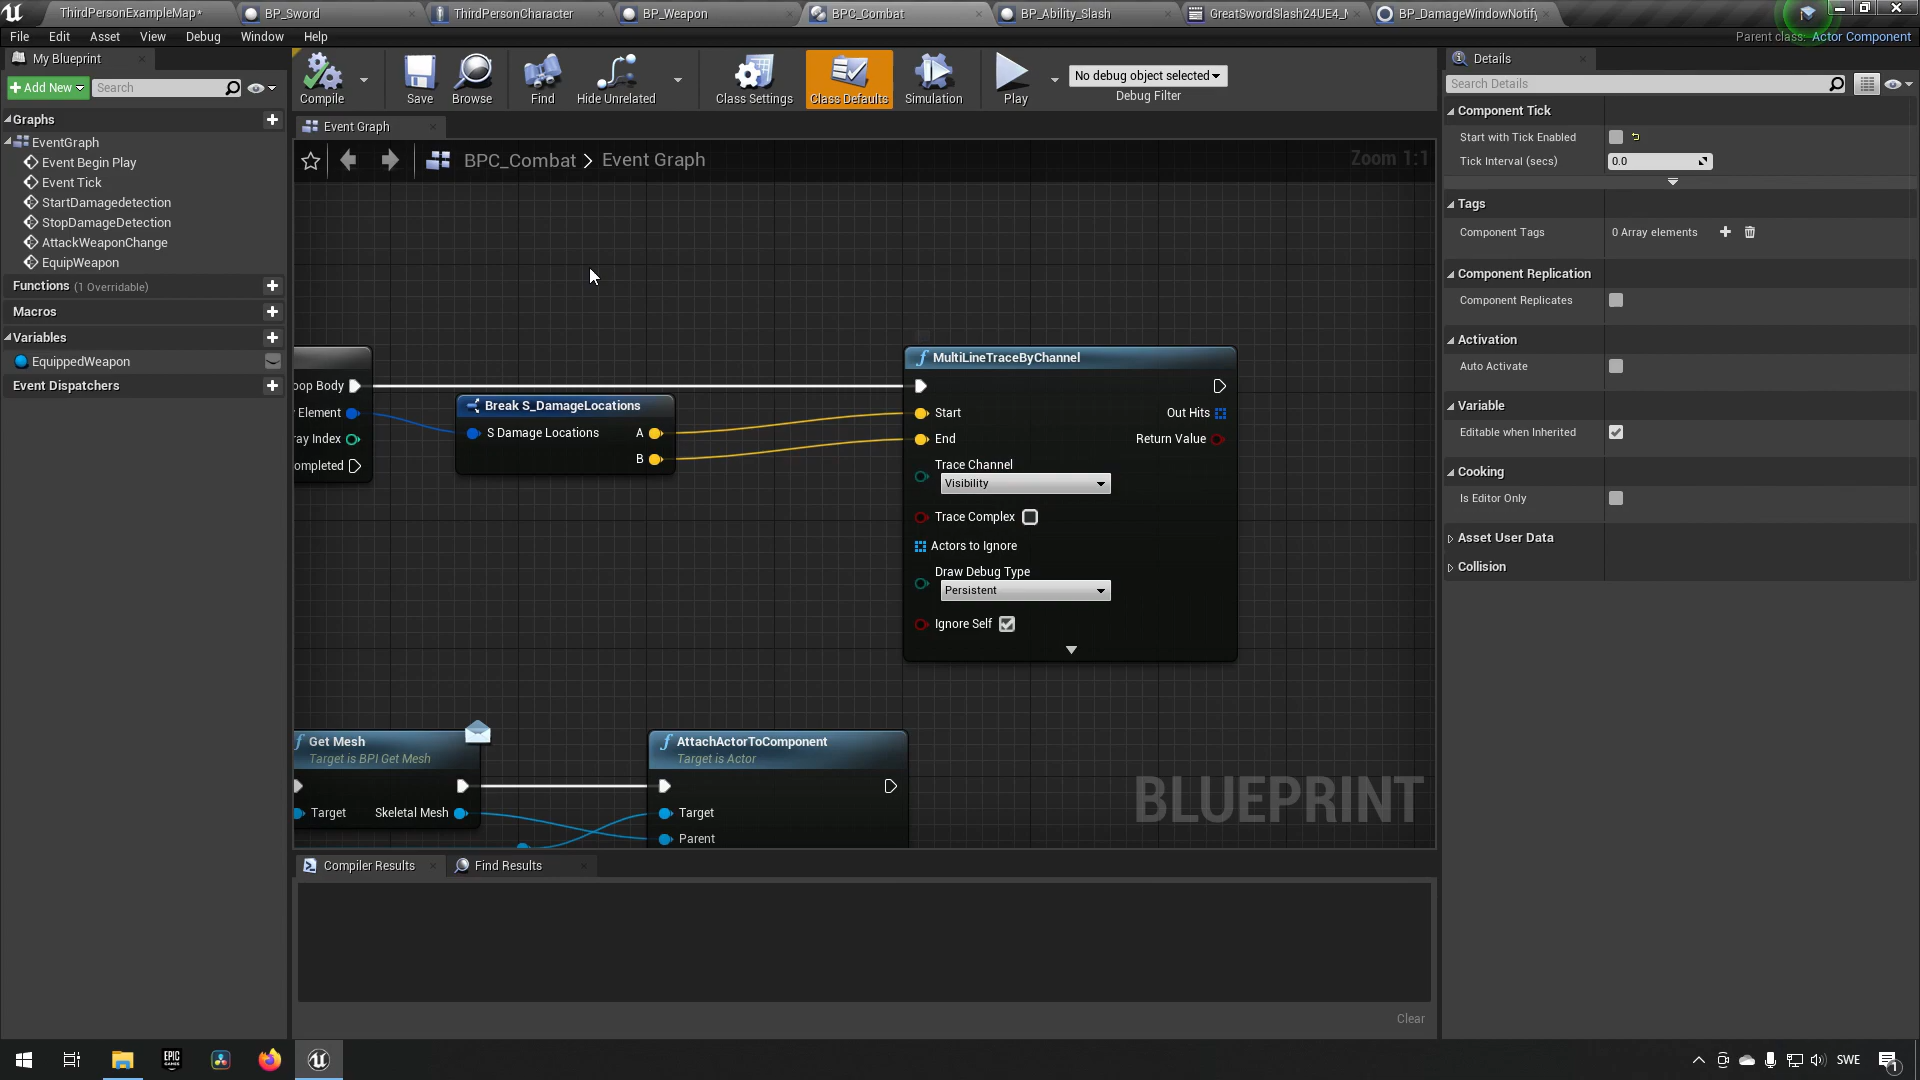 ThirdPersonExampleMap*
BP_Sword
ThirdPersonCharacter
BP_Weapon
BPC_Combat
BP_Ability_Slash
GreatSwordSlash24UE4_
BP_DamageWindowNotify
File Edit Asset View Debug Window Help
Parent class: Actor Component
My Blueprint
Add New
Search
Graphs
EventGraph
Event Begin Play
Event Tick
StartDamagedetection
StopDamageDetection
AttackWeaponChange
EquipWeapon
Functions (1 Overridable)
Macros
Variables
EquippedWeapon
Event Dispatchers
Compile
Save
Browse
Find
Hide Unrelated
Class Settings
Class Defaults
Simulation
Play
No debug object selected
Debug Filter
Event Graph
BPC_Combat > Event Graph
Zoom 1:1
oop Body
Element
ray Index
ompleted
Break S_DamageLocations
S Damage Locations
A
B
MultiLineTraceByChannel
Start
Out Hits
End
Return Value
Trace Channel
Visibility
Trace Complex
Actors to Ignore
Draw Debug Type
Persistent
Ignore Self
Get Mesh
Target is BPI Get Mesh
Target
Skeletal Mesh
AttachActorToComponent
Target is Actor
Target
Parent
BLUEPRINT
Compiler Results
Find Results
Clear
Details
Search Details
Component Tick
Start with Tick Enabled
Tick Interval (secs)
0.0
Tags
Component Tags
0 Array elements
Component Replication
Component Replicates
Activation
Auto Activate
Variable
Editable when Inherited
Cooking
Is Editor Only
Asset User Data
Collision
EPIC
GAMES
SWE
1